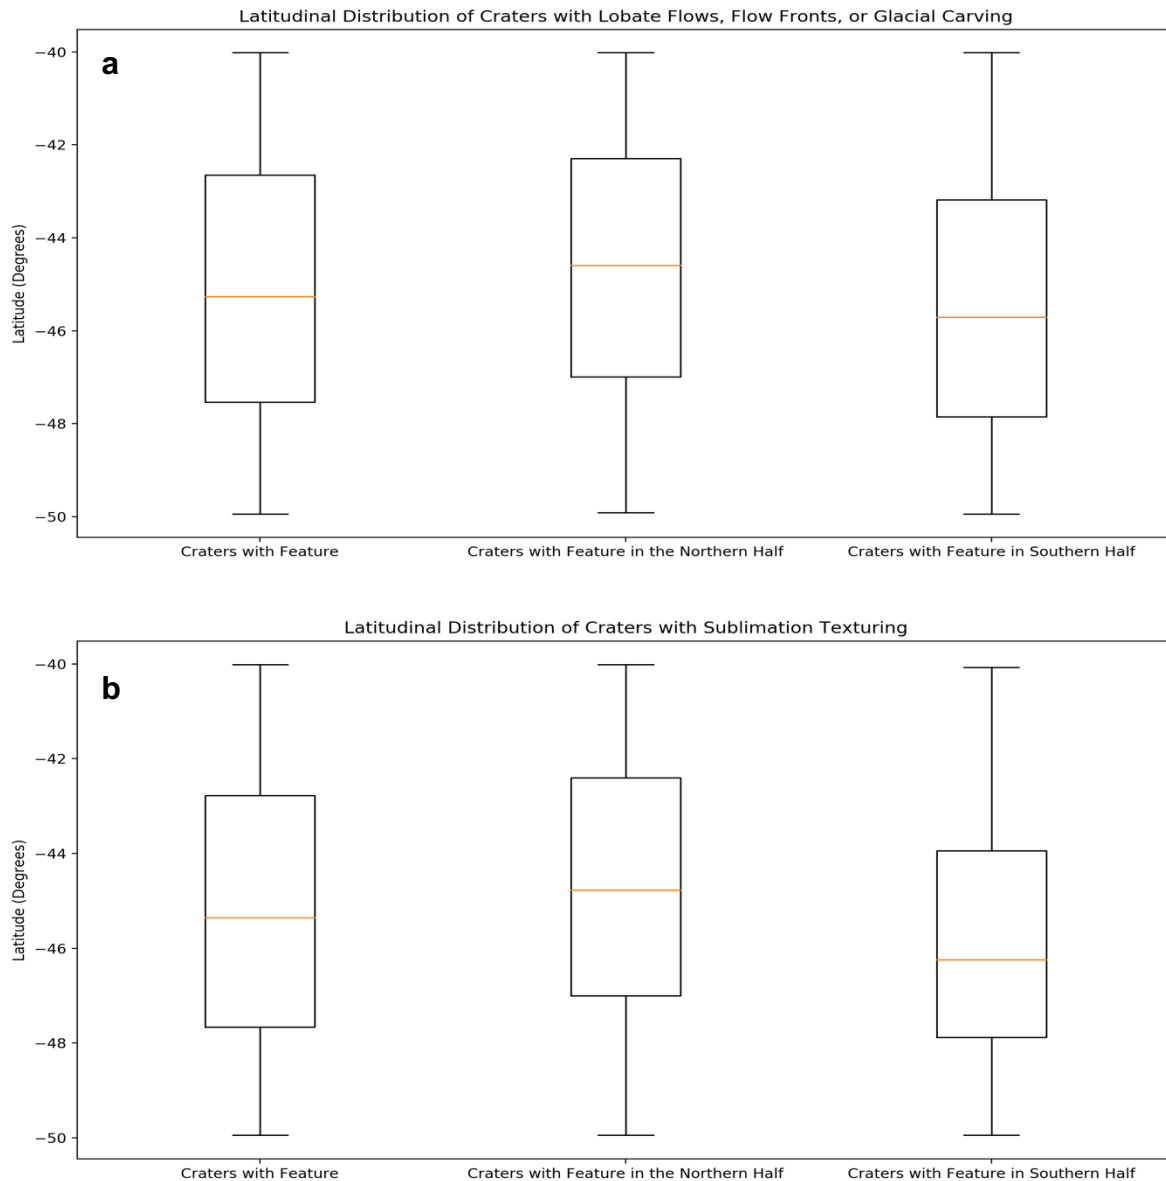 Latitudinal Distribution of Craters with Lobate Flows, Flow Fronts, or Glacial Carving
a
−40
−42
−44
−46
−48
−50
Latitude (Degrees)
Craters with Feature
Craters with Feature in the Northern Half
Craters with Feature in Southern Half
Latitudinal Distribution of Craters with Sublimation Texturing
b
−40
−42
−44
−46
−48
−50
Latitude (Degrees)
Craters with Feature
Craters with Feature in the Northern Half
Craters with Feature in Southern Half